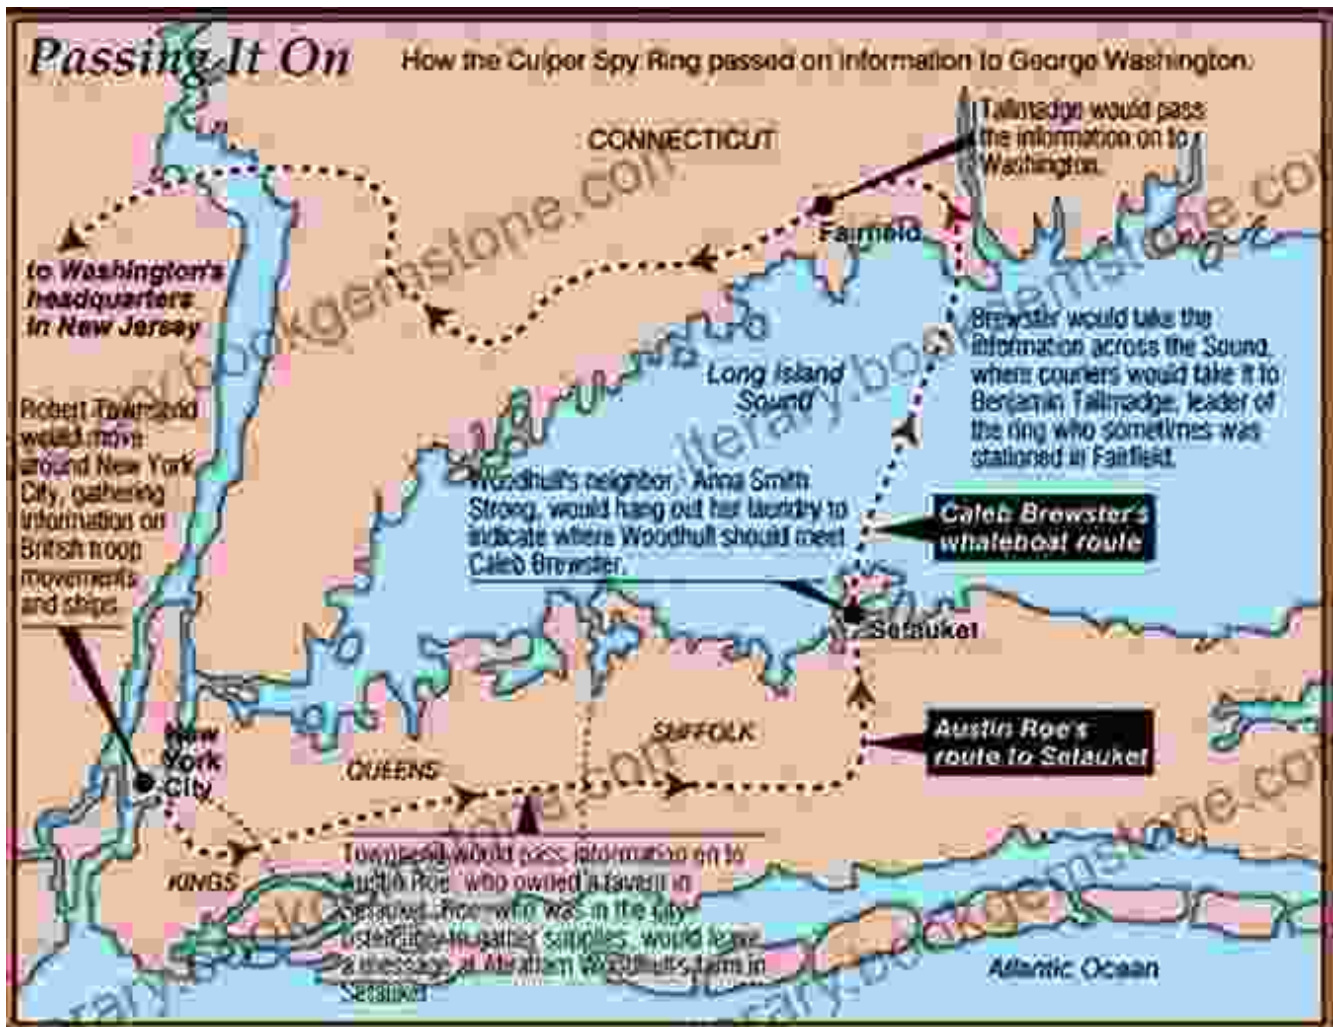 Passing It On
How the Culper Spy Ring passed on information to George Washington.
CONNECTICUT
Tallmadge would pass
the information on to
Washington.
Fairfield
to Washington's
headquarters
in New Jersey
Brewster would take the
information across the Sound,
where couriers would take it to
Benjamin Tallmadge, leader of
the ring who sometimes was
stationed in Fairfield.
Long Island
Sound
Robert Townsend
would move
around New York
City, gathering
information on
British troop
movements
and ships.
Woodhull's neighbor, Anna Smith
Strong, would hang out her laundry to
indicate where Woodhull should meet
Caleb Brewster.
Caleb Brewster's
whaleboat route
Setauket
SUFFOLK
Austin Roe's
route to Setauket
New
York
City
QUEENS
KINGS
Townsend would pass information on to
Austin Roe, who owned a tavern in
Setauket. Roe who was in the city
ostensibly to gather supplies, would leave
a message at Abraham Woodhull's farm in
Setauket
Atlantic Ocean
literary.bookgemstone.com